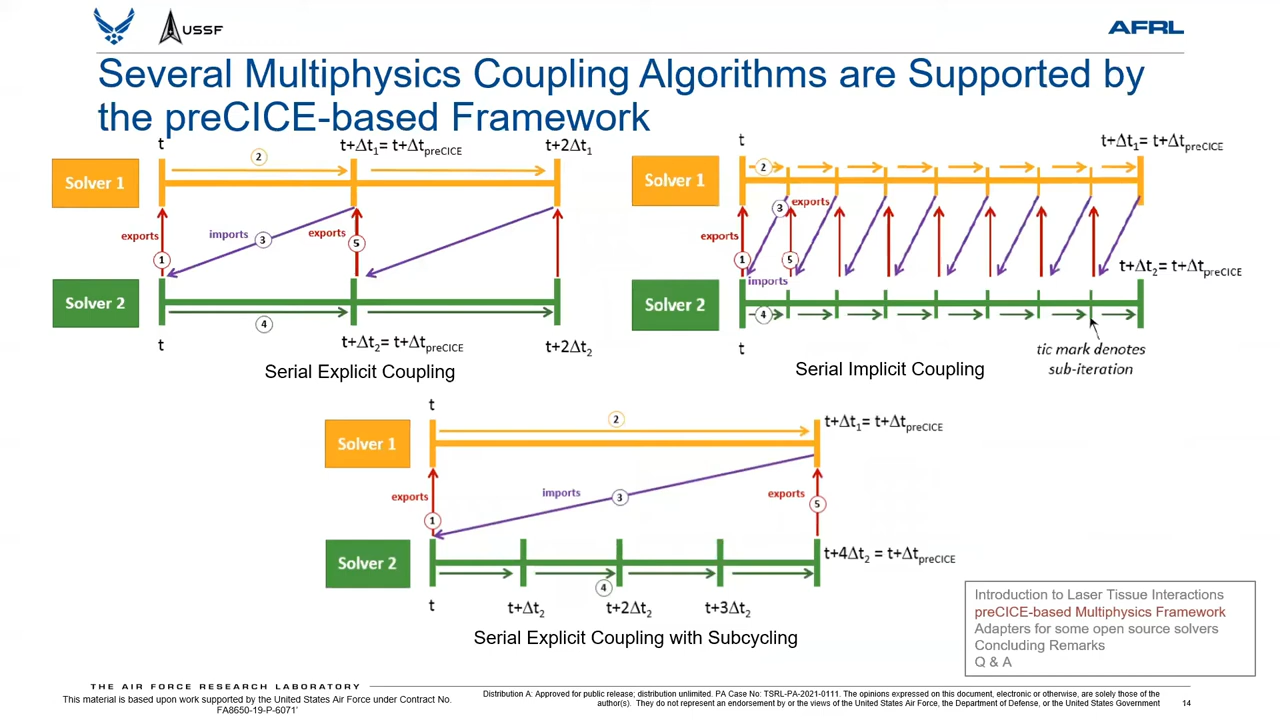 USSF
AFRL
Several Multiphysics Coupling Algorithms are Supported by
the preCICE-based Framework
t
t+Δt1= t+ΔtpreCICE
t+2Δt1
2
Solver 1
exports
imports
exports
3
5
1
Solver 2
4
t
t+Δt2= t+ΔtpreCICE
t+2Δt2
Serial Explicit Coupling
t
t+Δt1= t+ΔtpreCICE
2
Solver 1
3
exports
exports
1
5
imports
t+Δt2= t+ΔtpreCICE
Solver 2
4
t
tic mark denotes
sub-iteration
Serial Implicit Coupling
t
2
t+Δt1= t+ΔtpreCICE
Solver 1
exports
imports
3
exports
5
1
Solver 2
t+4Δt2 = t+ΔtpreCICE
4
t
t+Δt2
t+2Δt2
t+3Δt2
Serial Explicit Coupling with Subcycling
Introduction to Laser Tissue Interactions
preCICE-based Multiphysics Framework
Adapters for some open source solvers
Concluding Remarks
Q & A
THE AIR FORCE RESEARCH LABORATORY
This material is based upon work supported by the United States Air Force under Contract No.
FA8650-19-P-6071'
Distribution A: Approved for public release; distribution unlimited. PA Case No: TSRL-PA-2021-0111. The opinions expressed on this document, electronic or otherwise, are solely those of the
author(s). They do not represent an endorsement by or the views of the United States Air Force, the Department of Defense, or the United States Government
14